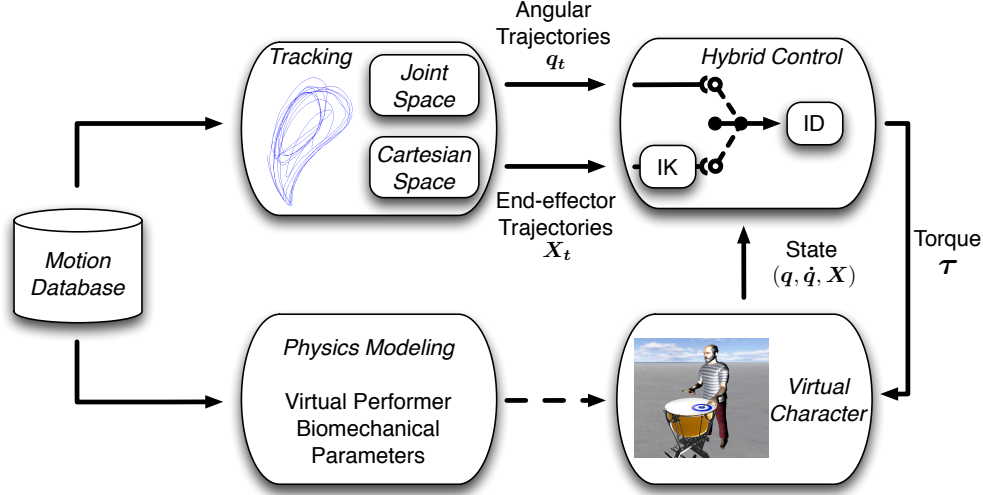 Tracking
Joint
Space
Cartesian
Space
Angular
Trajectories
q_t
End-effector
Trajectories
X_t
Hybrid Control
IK
ID
Motion
Database
State
(q, q̇, X)
Torque
τ
Physics Modeling
Virtual Performer
Biomechanical
Parameters
Virtual
Character